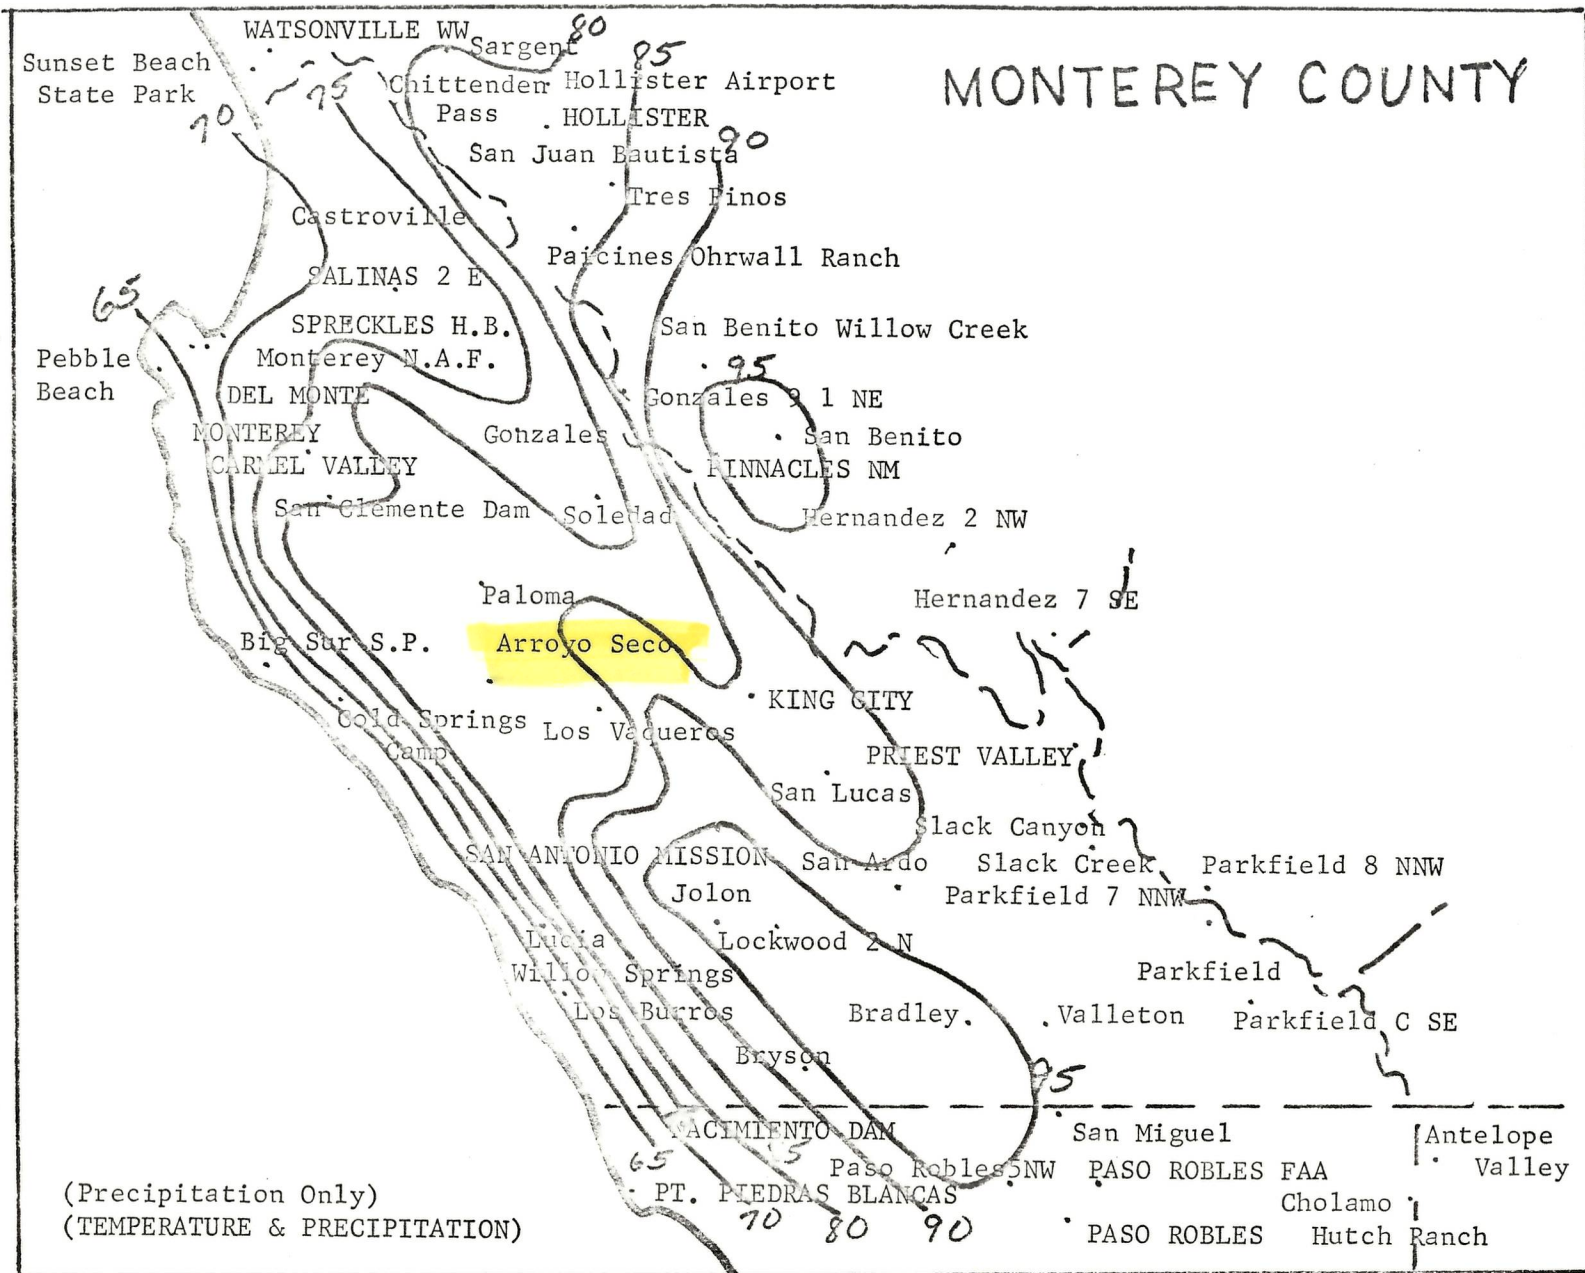 WATSONVILLE WW
80
Sargent
85
Sunset Beach
State Park
MONTEREY COUNTY
Chittenden
Pass
Hollister Airport
75
70
HOLLISTER
90
San Juan Bautista
Tres Pinos
Castroville
Paicines
Ohrwall Ranch
SALINAS 2 E
65
SPRECKLES H.B.
San Benito Willow Creek
Pebble
Beach
Monterey N.A.F.
95
DEL MONTE
Gonzales 9 1 NE
MONTEREY
Gonzales
San Benito
CARMEL VALLEY
PINNACLES NM
San Clemente Dam
Soledad
Hernandez 2 NW
Paloma
Hernandez 7 SE
Big Sur S.P.
Arroyo Seco
KING CITY
Cold Springs
Camp
Los Vaqueros
PRIEST VALLEY
San Lucas
Slack Canyon
SAN ANTONIO MISSION
San Ardo
Slack Creek
Parkfield 8 NNW
Jolon
Parkfield 7 NNW
Lucia
Lockwood 2 N
Willow Springs
Parkfield
Los Burros
Bradley
Valleton
Parkfield C SE
Bryson
95
NACIMIENTO DAM
San Miguel
Antelope
Valley
65
85
Paso Robles5NW
PASO ROBLES FAA
(Precipitation Only)
PT. PIEDRAS BLANCAS
Cholamo
Hutch Ranch
(TEMPERATURE & PRECIPITATION)
70
80
90
PASO ROBLES